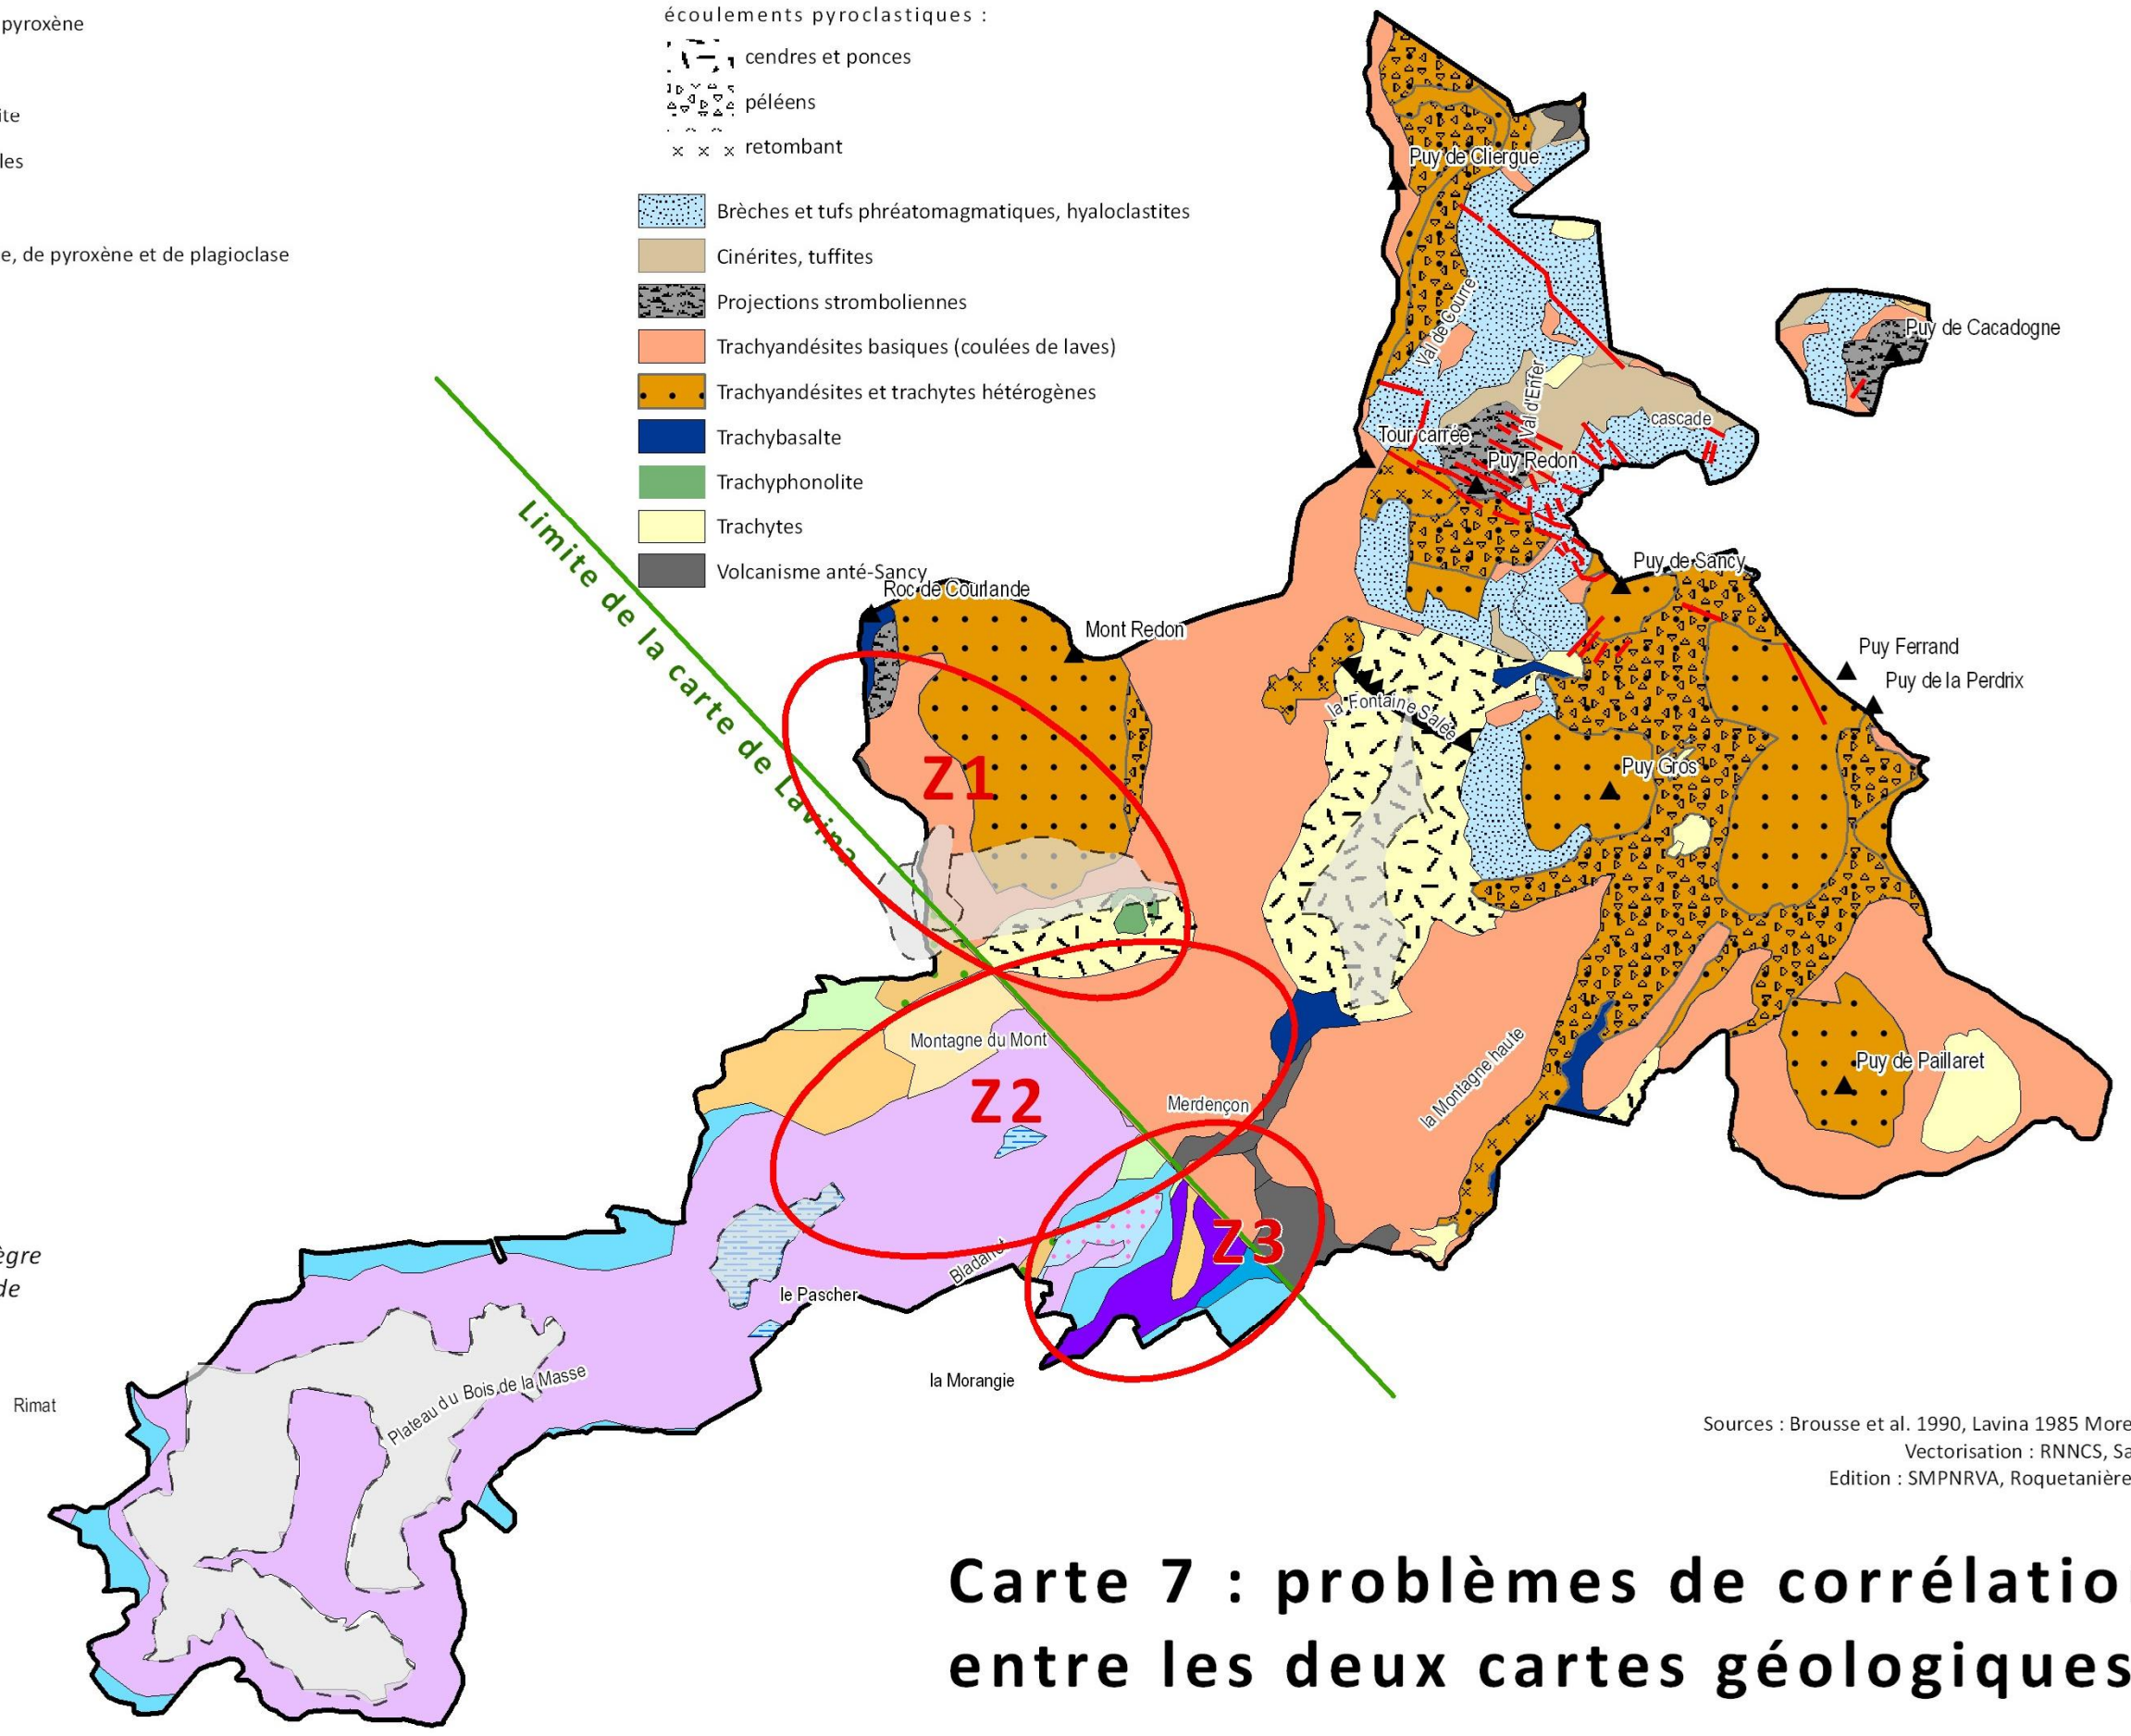 pyroxène
ite
les
e, de pyroxène et de plagioclase
écoulements pyroclastiques :
cendres et ponces
péléens
retombant
Brèches et tufs phréatomagmatiques, hyaloclastites
Cinérites, tuffites
Projections stromboliennes
Trachyandésites basiques (coulées de laves)
Trachyandésites et trachytes hétérogènes
Trachybasalte
Trachyphonolite
Trachytes
Volcanisme anté-Sancy
Limite de la carte de Lavina
Puy de Cliergue
Val de Courre
Val d'Enfer
cascade
Tour carrée
Puy Redon
Puy de Cacadogne
Puy de Sancy
Puy Ferrand
Puy de la Perdrix
Roc de Courlande
Mont Redon
la Fontaine Salée
Puy Gros
Z1
Montagne du Mont
Z2
Merdençon
la Montagne haute
Puy de Paillaret
Z3
Bladanet
le Pascher
la Morangie
ègre
de
Rimat
Plateau du Bois de la Masse
Sources : Brousse et al. 1990, Lavina 1985 More
Vectorisation : RNNCS, Sa
Edition : SMPNRVA, Roquetanière
Carte 7 : problèmes de corrélatio
entre les deux cartes géologiques